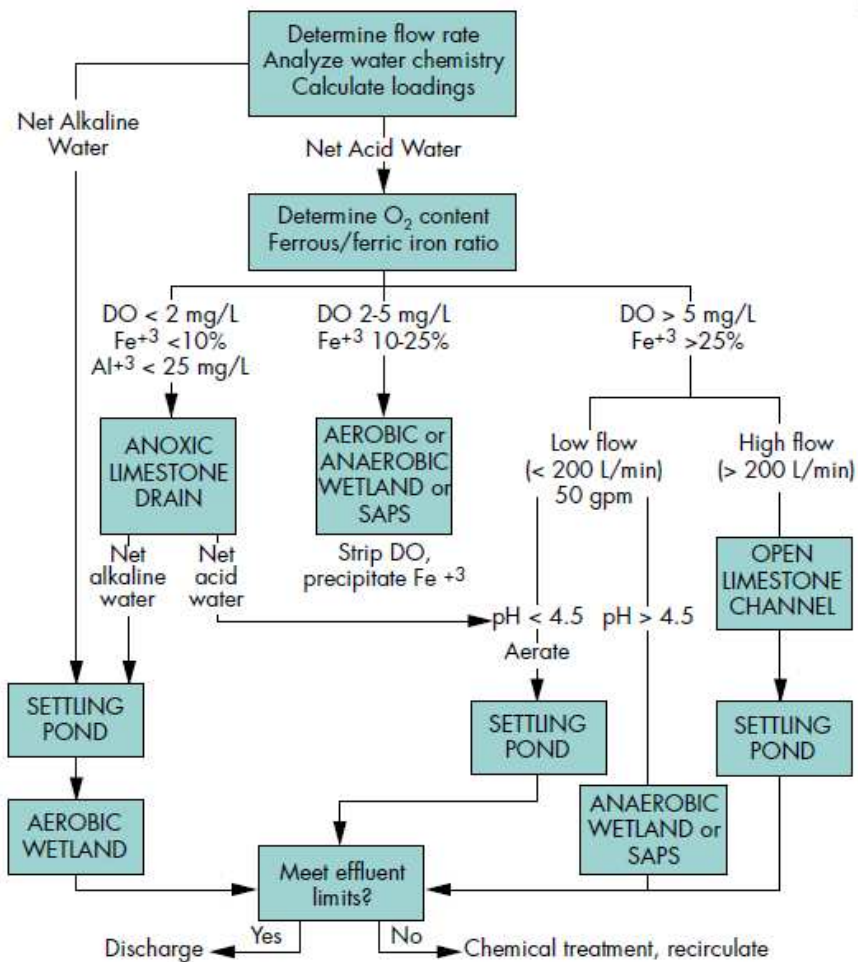 Determine flow rate
Analyze water chemistry
Calculate loadings
Net Alkaline
Water
Net Acid Water
Determine O2 content
Ferrous/ferric iron ratio
DO < 2 mg/L
Fe+3 <10%
Al+3 < 25 mg/L
DO 2-5 mg/L
Fe+3 10-25%
DO > 5 mg/L
Fe+3 >25%
ANOXIC
LIMESTONE
DRAIN
AEROBIC or
ANAEROBIC
WETLAND or
SAPS
Low flow
(< 200 L/min)
50 gpm
High flow
(> 200 L/min)
Net
alkaline
water
Net
acid
water
Strip DO,
precipitate Fe +3
OPEN
LIMESTONE
CHANNEL
pH < 4.5
Aerate
pH > 4.5
SETTLING
POND
SETTLING
POND
SETTLING
POND
AEROBIC
WETLAND
ANAEROBIC
WETLAND or
SAPS
Meet effluent
limits?
Yes
No
Discharge
Chemical treatment, recirculate